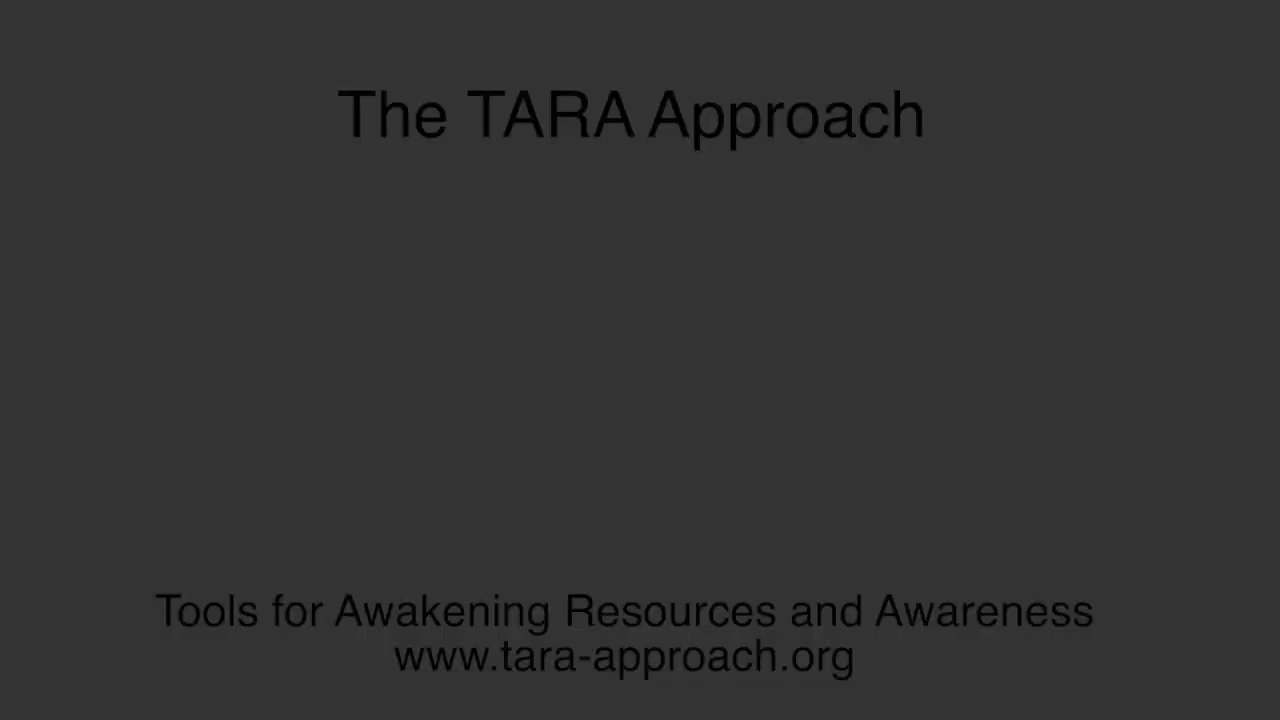 The TARA Approach
Tools for Awakening Resources and Awareness
www.tara-approach.org